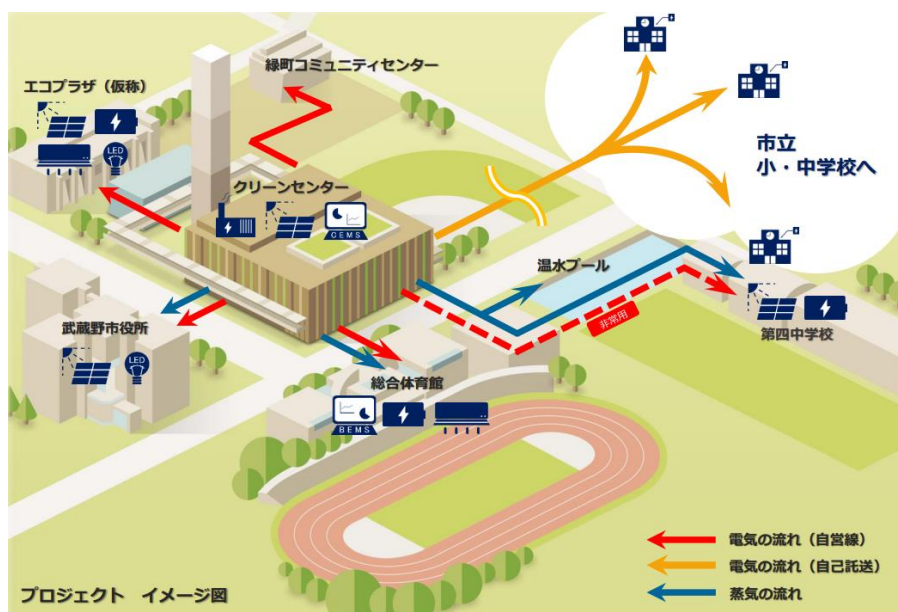 緑町コミュニティセンター
エコプラザ（仮称）
LED
クリーンセンター
CEMS
市立
小・中学校へ
温水プール
非常用
第四中学校
武蔵野市役所
LED
総合体育館
BEMS
電気の流れ（自営線）
電気の流れ（自己託送）
蒸気の流れ
プロジェクト　イメージ図